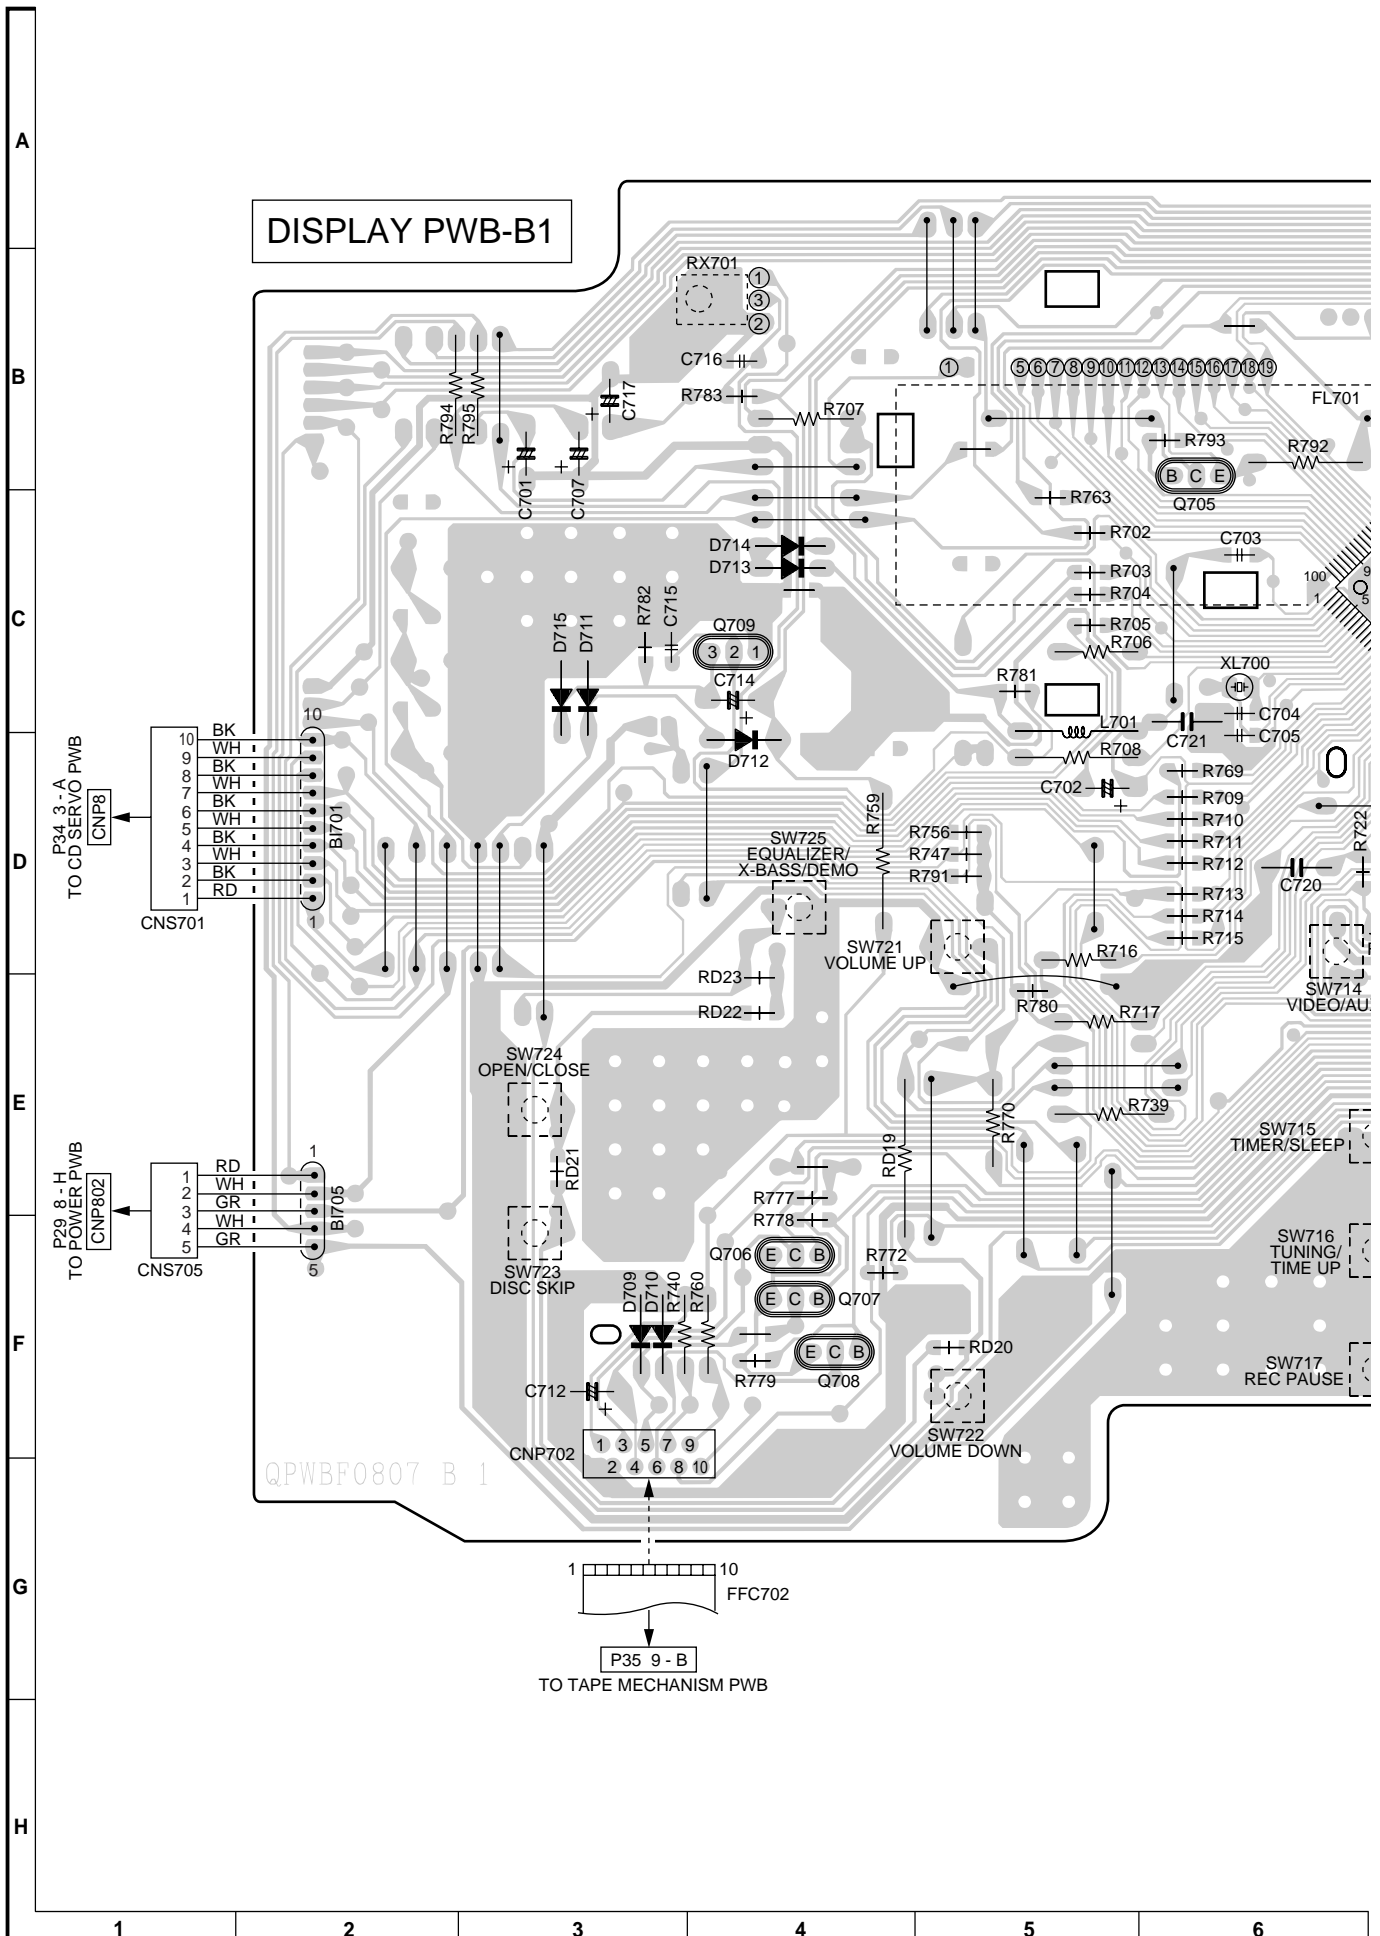 A
DISPLAY PWB-B1
RX701
1
3
2
B
C716
R783
R707
R794
R795
C717
C701
C707
1
5 6 7 8 9 10 11 12 13 14 15 16 17 18 19
FL701
R793
R792
B C E
Q705
R763
R702
C703
R703
R704
100
1
9
5
C
D714
D713
D715
D711
R782
C715
Q709
3 2 1
C714
R705
R706
R781
XL700
L701
C704
C705
C721
D712
R708
C702
R769
R709
R710
R711
R712
R713
R714
R715
R722
C720
D
P34 3 - A
TO CD SERVO PWB
CNP8
10 BK
9 WH
8 BK
7 WH
6 BK
5 WH
4 BK
3 WH
2 BK
1 RD
CNS701
10
BI701
1
R759
SW725
EQUALIZER/
X-BASS/DEMO
R756
R747
R791
SW721
VOLUME UP
R716
R780
R717
SW714
VIDEO/AU
RD23
RD22
E
SW724
OPEN/CLOSE
RD21
RD19
R770
R739
SW715
TIMER/SLEEP
P29 8 - H
TO POWER PWB
CNP802
1 RD
2 WH
3 GR
4 WH
5 GR
CNS705
1
BI705
5
R777
R778
Q706
E C B
R772
SW716
TUNING/
TIME UP
SW723
DISC SKIP
E C B
Q707
F
D709
D710
R740
R760
E C B
Q708
R779
RD20
SW717
REC PAUSE
C712
SW722
VOLUME DOWN
CNP702
1 3 5 7 9
2 4 6 8 10
QPWBF0807 B 1
G
1
10
FFC702
P35 9 - B
TO TAPE MECHANISM PWB
H
1 2 3 4 5 6